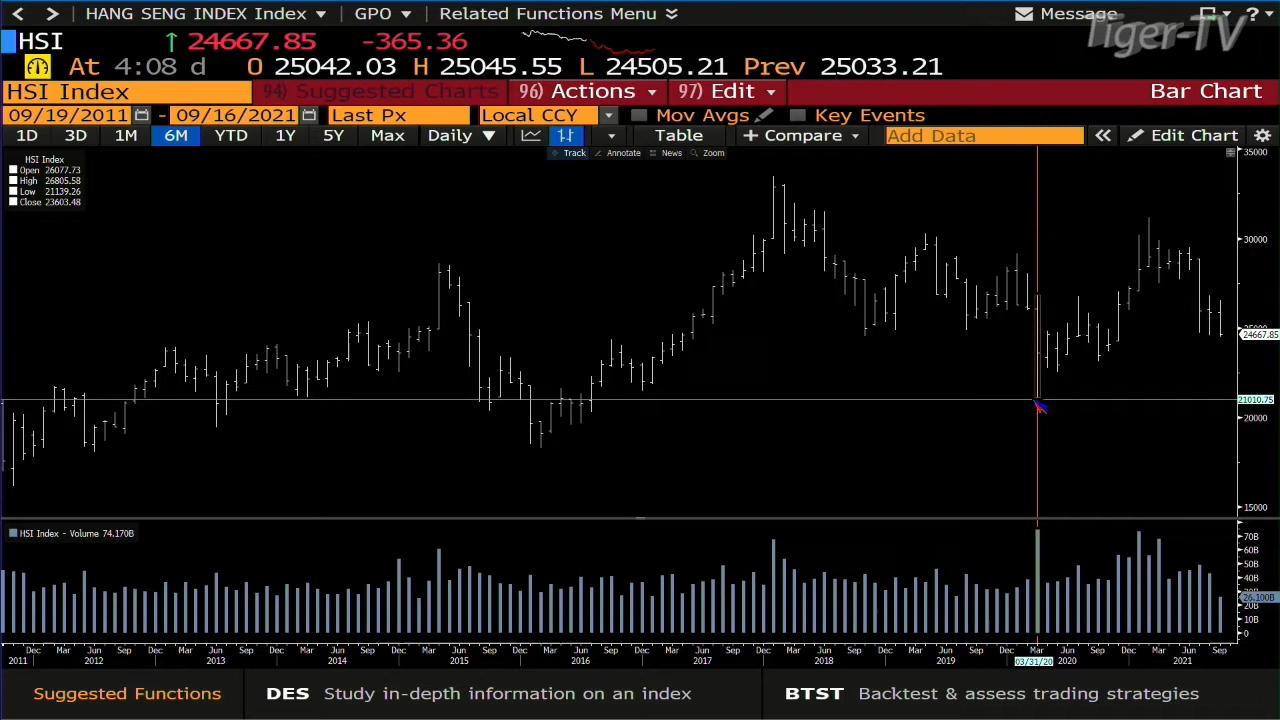 HANG SENG INDEX Index GPO Related Functions Menu Message ?
Tiger-TV
HSI 24667.85 -365.36
At 4:08 d O 25042.03 H 25045.55 L 24505.21 Prev 25033.21
HSI Index 94) Suggested Charts 96) Actions 97) Edit Bar Chart
09/19/2011 - 09/16/2021 Last Px Local CCY Mov Avgs Key Events
1D 3D 1M 6M YTD 1Y 5Y Max Daily ▼ Table + Compare Add Data « Edit Chart
Track Annotate News Zoom
HSI Index
Open 26077.73
High 26805.58
Low 21139.26
Close 23603.48
35000
30000
25000
24667.85
21010.75
20000
15000
HSI Index - Volume 74.170B
70B
60B
50B
40B
30B
26.100B
20B
10B
0
Dec Mar Jun Sep Dec Mar Jun Sep Dec Mar Jun Sep Dec Mar Jun Sep Dec Mar Jun Sep Dec Mar Jun Sep Dec Mar Jun Sep Dec Mar Jun Sep Dec Mar Jun Sep Dec Mar Jun Sep
2011 2012 2013 2014 2015 2016 2017 2018 2019 03/31/20 2020 2021
Suggested Functions DES Study in-depth information on an index BTST Backtest & assess trading strategies